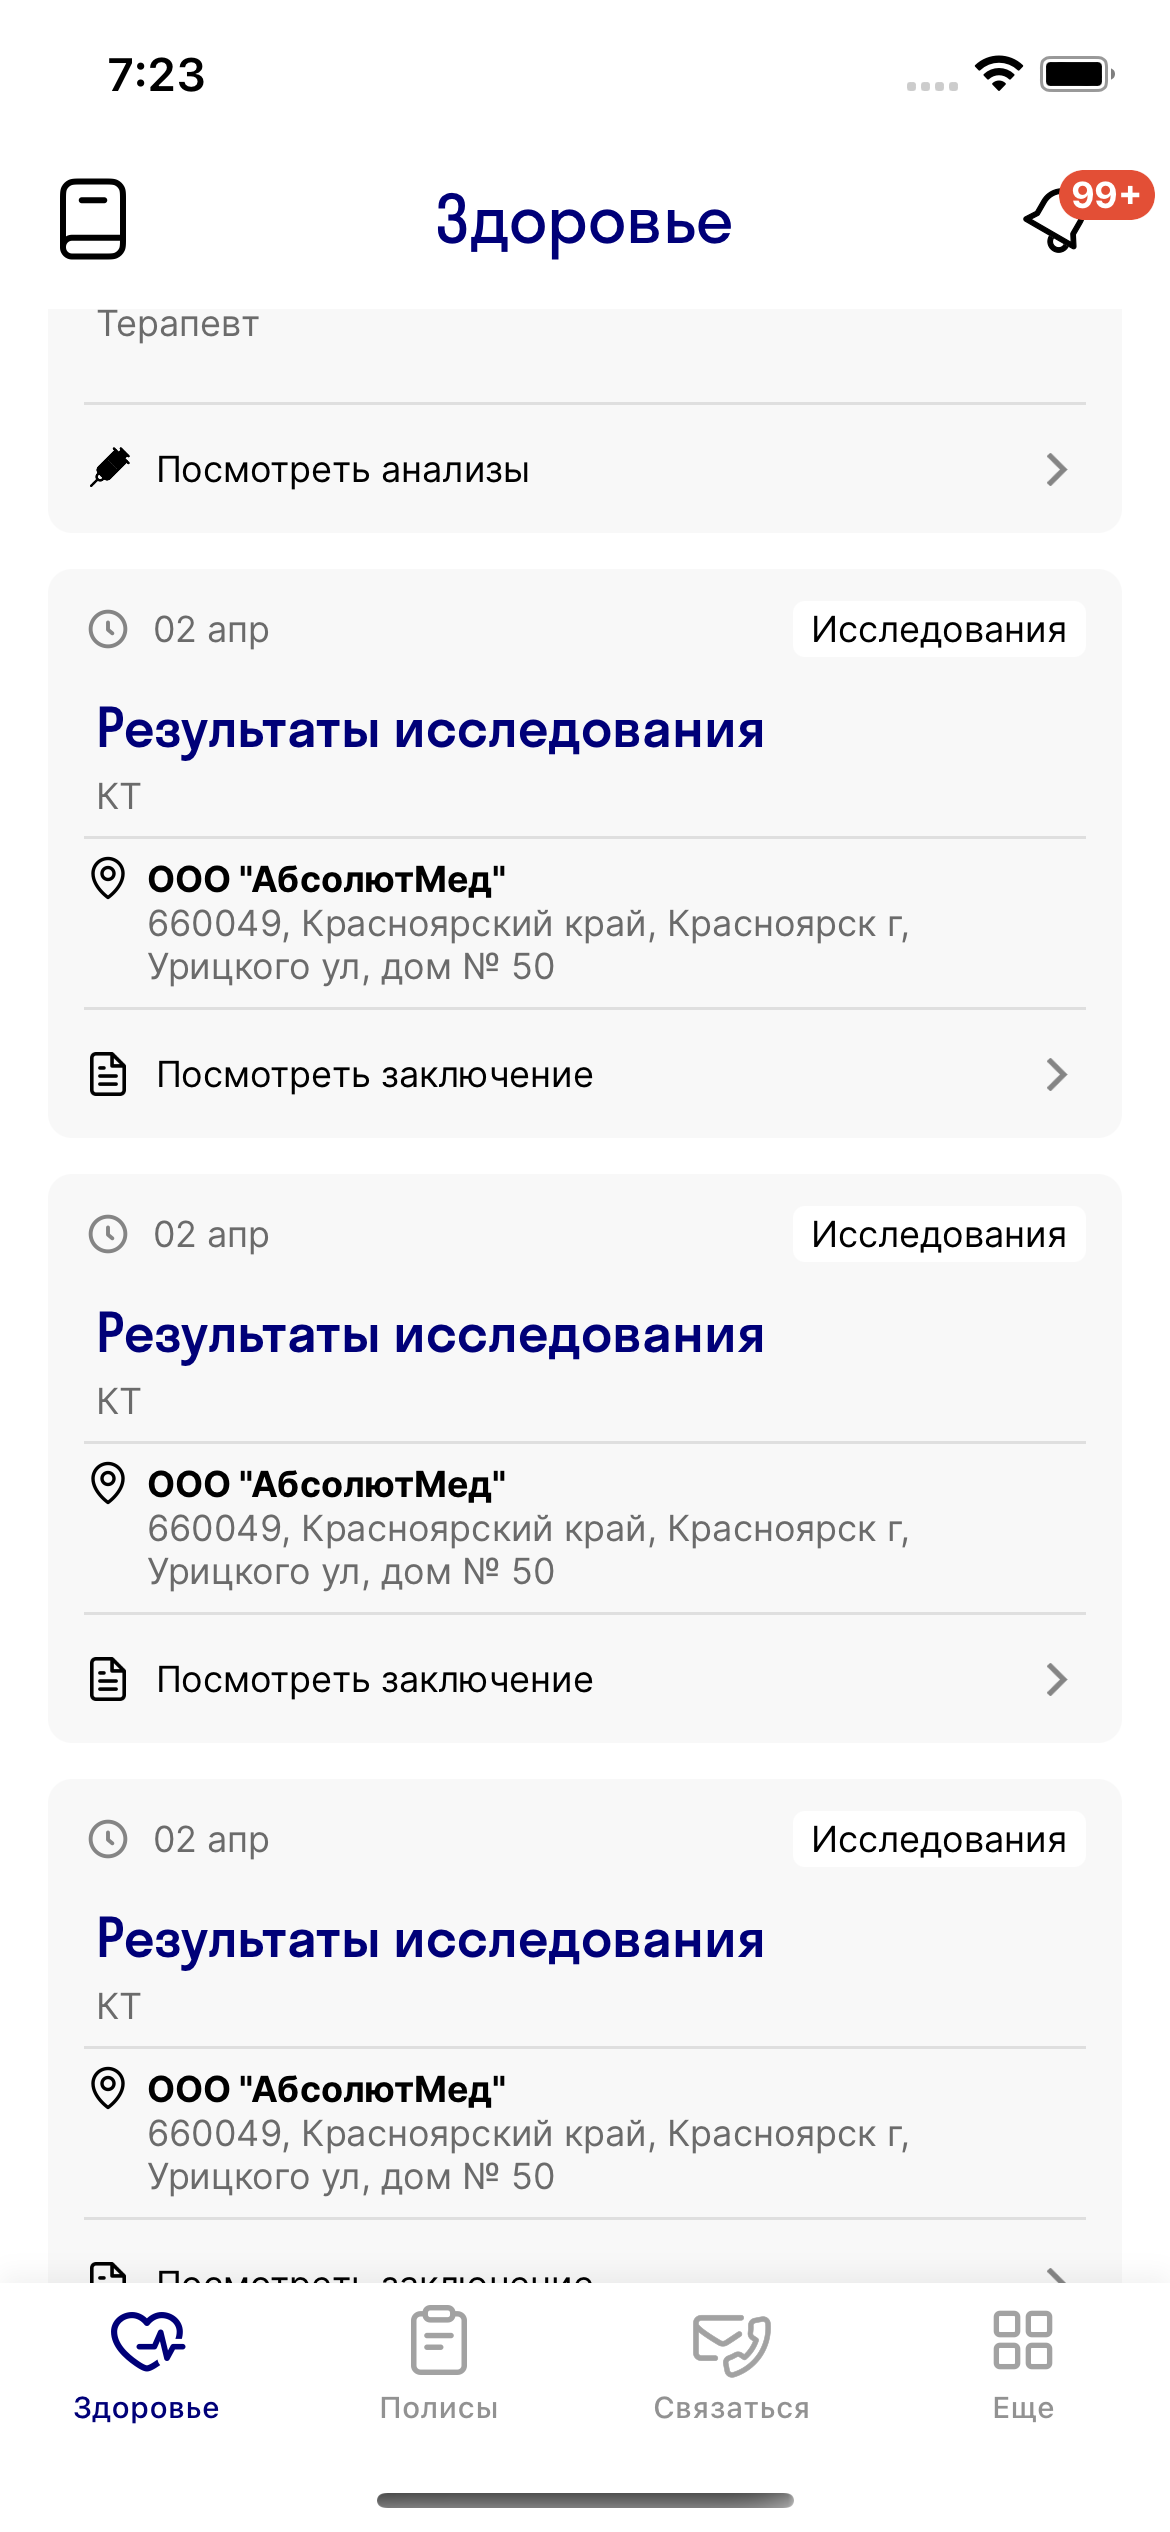 7:23
Здоровье
99+
Терапевт
Посмотреть анализы
02 апр
Исследования
Результаты исследования
КТ
ООО "АбсолютМед"
660049, Красноярский край, Красноярск г,
Урицкого ул, дом № 50
Посмотреть заключение
02 апр
Исследования
Результаты исследования
КТ
ООО "АбсолютМед"
660049, Красноярский край, Красноярск г,
Урицкого ул, дом № 50
Посмотреть заключение
02 апр
Исследования
Результаты исследования
КТ
ООО "АбсолютМед"
660049, Красноярский край, Красноярск г,
Урицкого ул, дом № 50
Посмотреть заключение
Здоровье
Полисы
Связаться
Еще